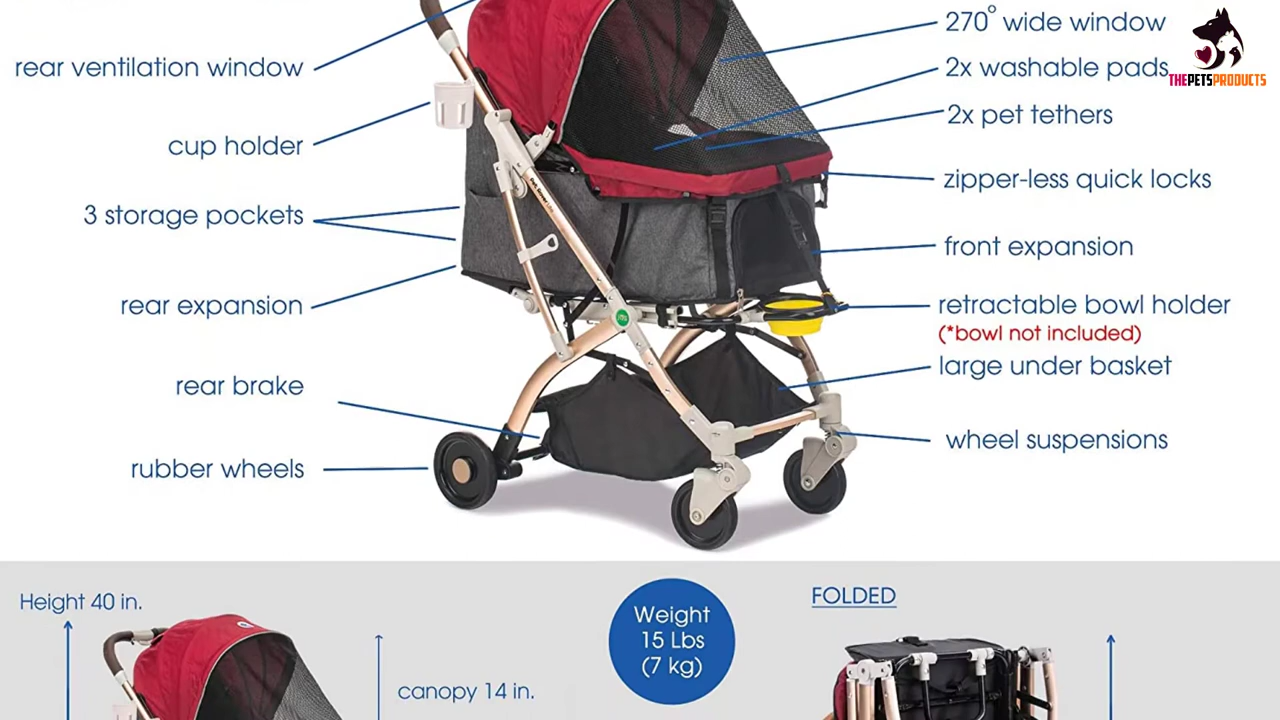 270° wide window
rear ventilation window
2x washable pads
THEPETSPRODUCTS
2x pet tethers
cup holder
zipper-less quick locks
3 storage pockets
front expansion
rear expansion
retractable bowl holder
(*bowl not included)
large under basket
rear brake
wheel suspensions
rubber wheels
Height 40 in.
Weight
15 Lbs
(7 kg)
FOLDED
canopy 14 in.